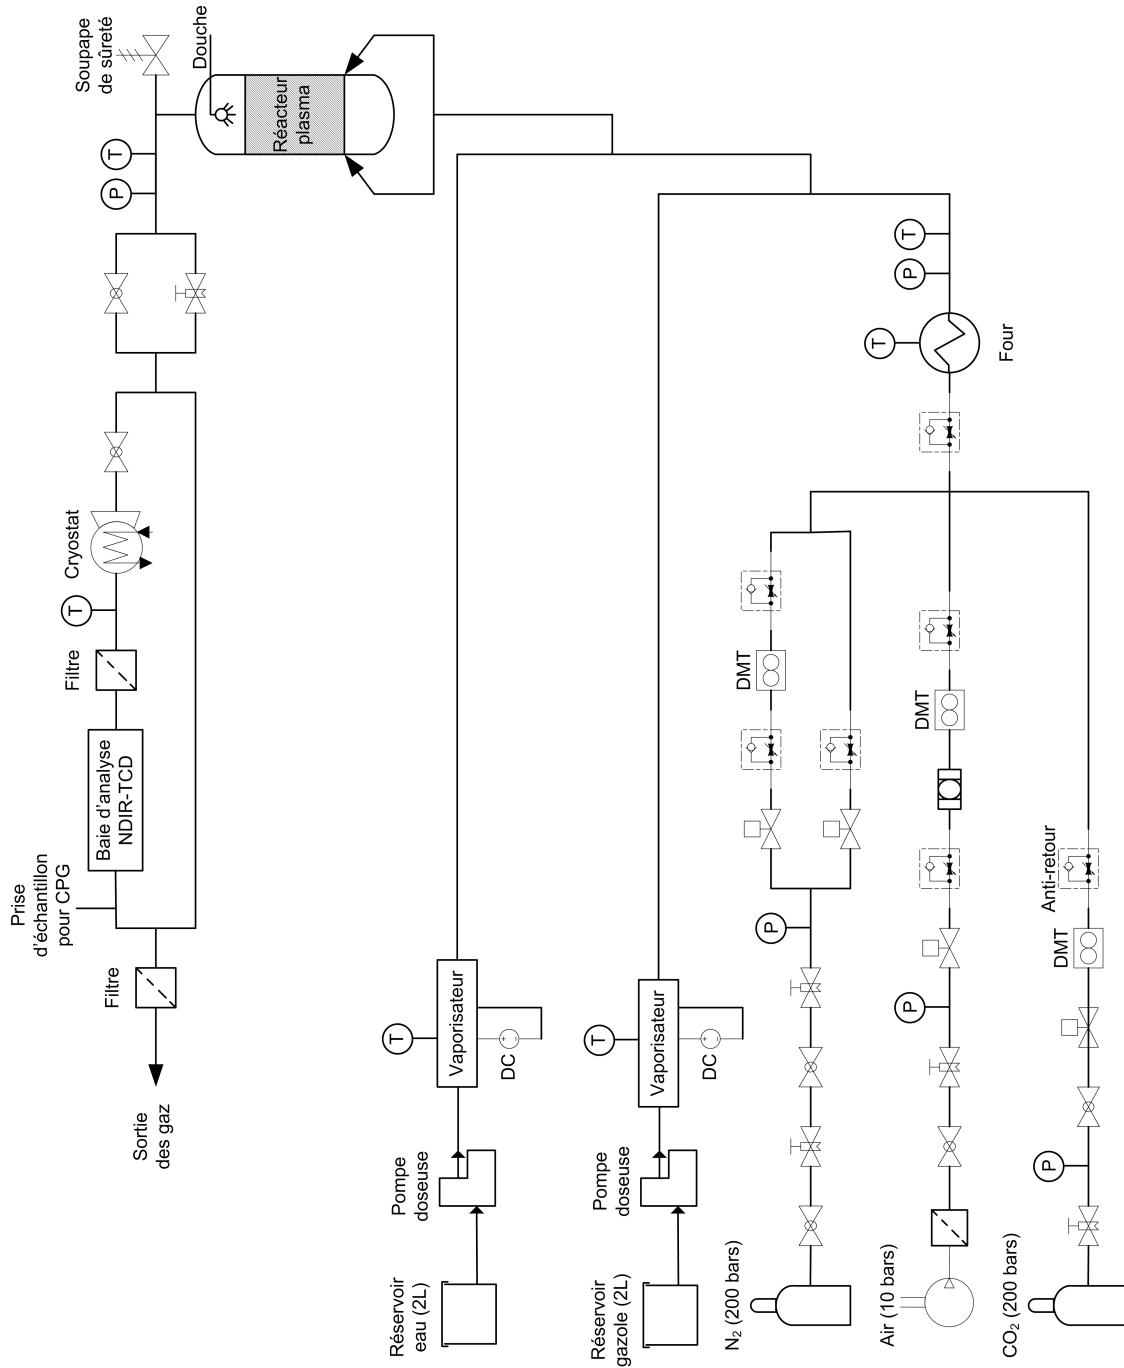 Soupape
de sûreté
Douche
Réacteur
plasma
T
P
Cryostat
T
Filtre
Baie d'analyse
NDIR-TCD
Prise
d'échantillon
pour CPG
Filtre
Sortie
des gaz
Réservoir
eau (2L)
Pompe
doseuse
Vaporisateur
T
DC
Réservoir
gazole (2L)
Pompe
doseuse
Vaporisateur
T
DC
T
P
T
Four
N₂ (200 bars)
P
DMT
Air (10 bars)
P
DMT
CO₂ (200 bars)
P
DMT
Anti-retour